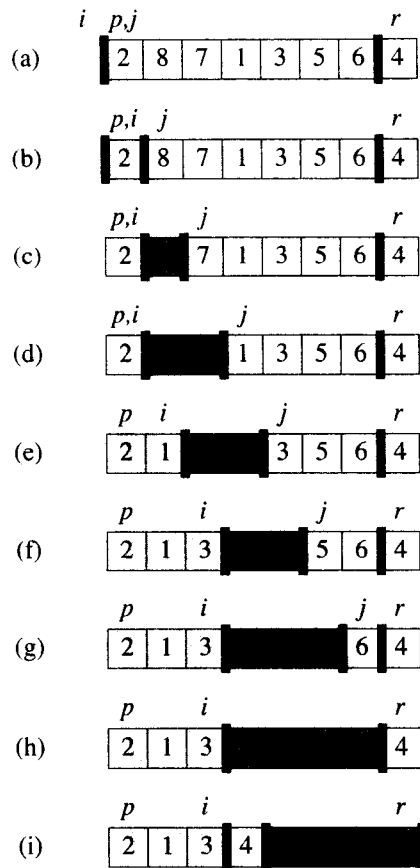 i p,j r
(a) 2 8 7 1 3 5 6 4
p,i j r
(b) 2 8 7 1 3 5 6 4
p,i j r
(c) 2 7 1 3 5 6 4
p,i j r
(d) 2 1 3 5 6 4
p i j r
(e) 2 1 3 5 6 4
p i j r
(f) 2 1 3 5 6 4
p i j r
(g) 2 1 3 6 4
p i r
(h) 2 1 3 4
p i r
(i) 2 1 3 4